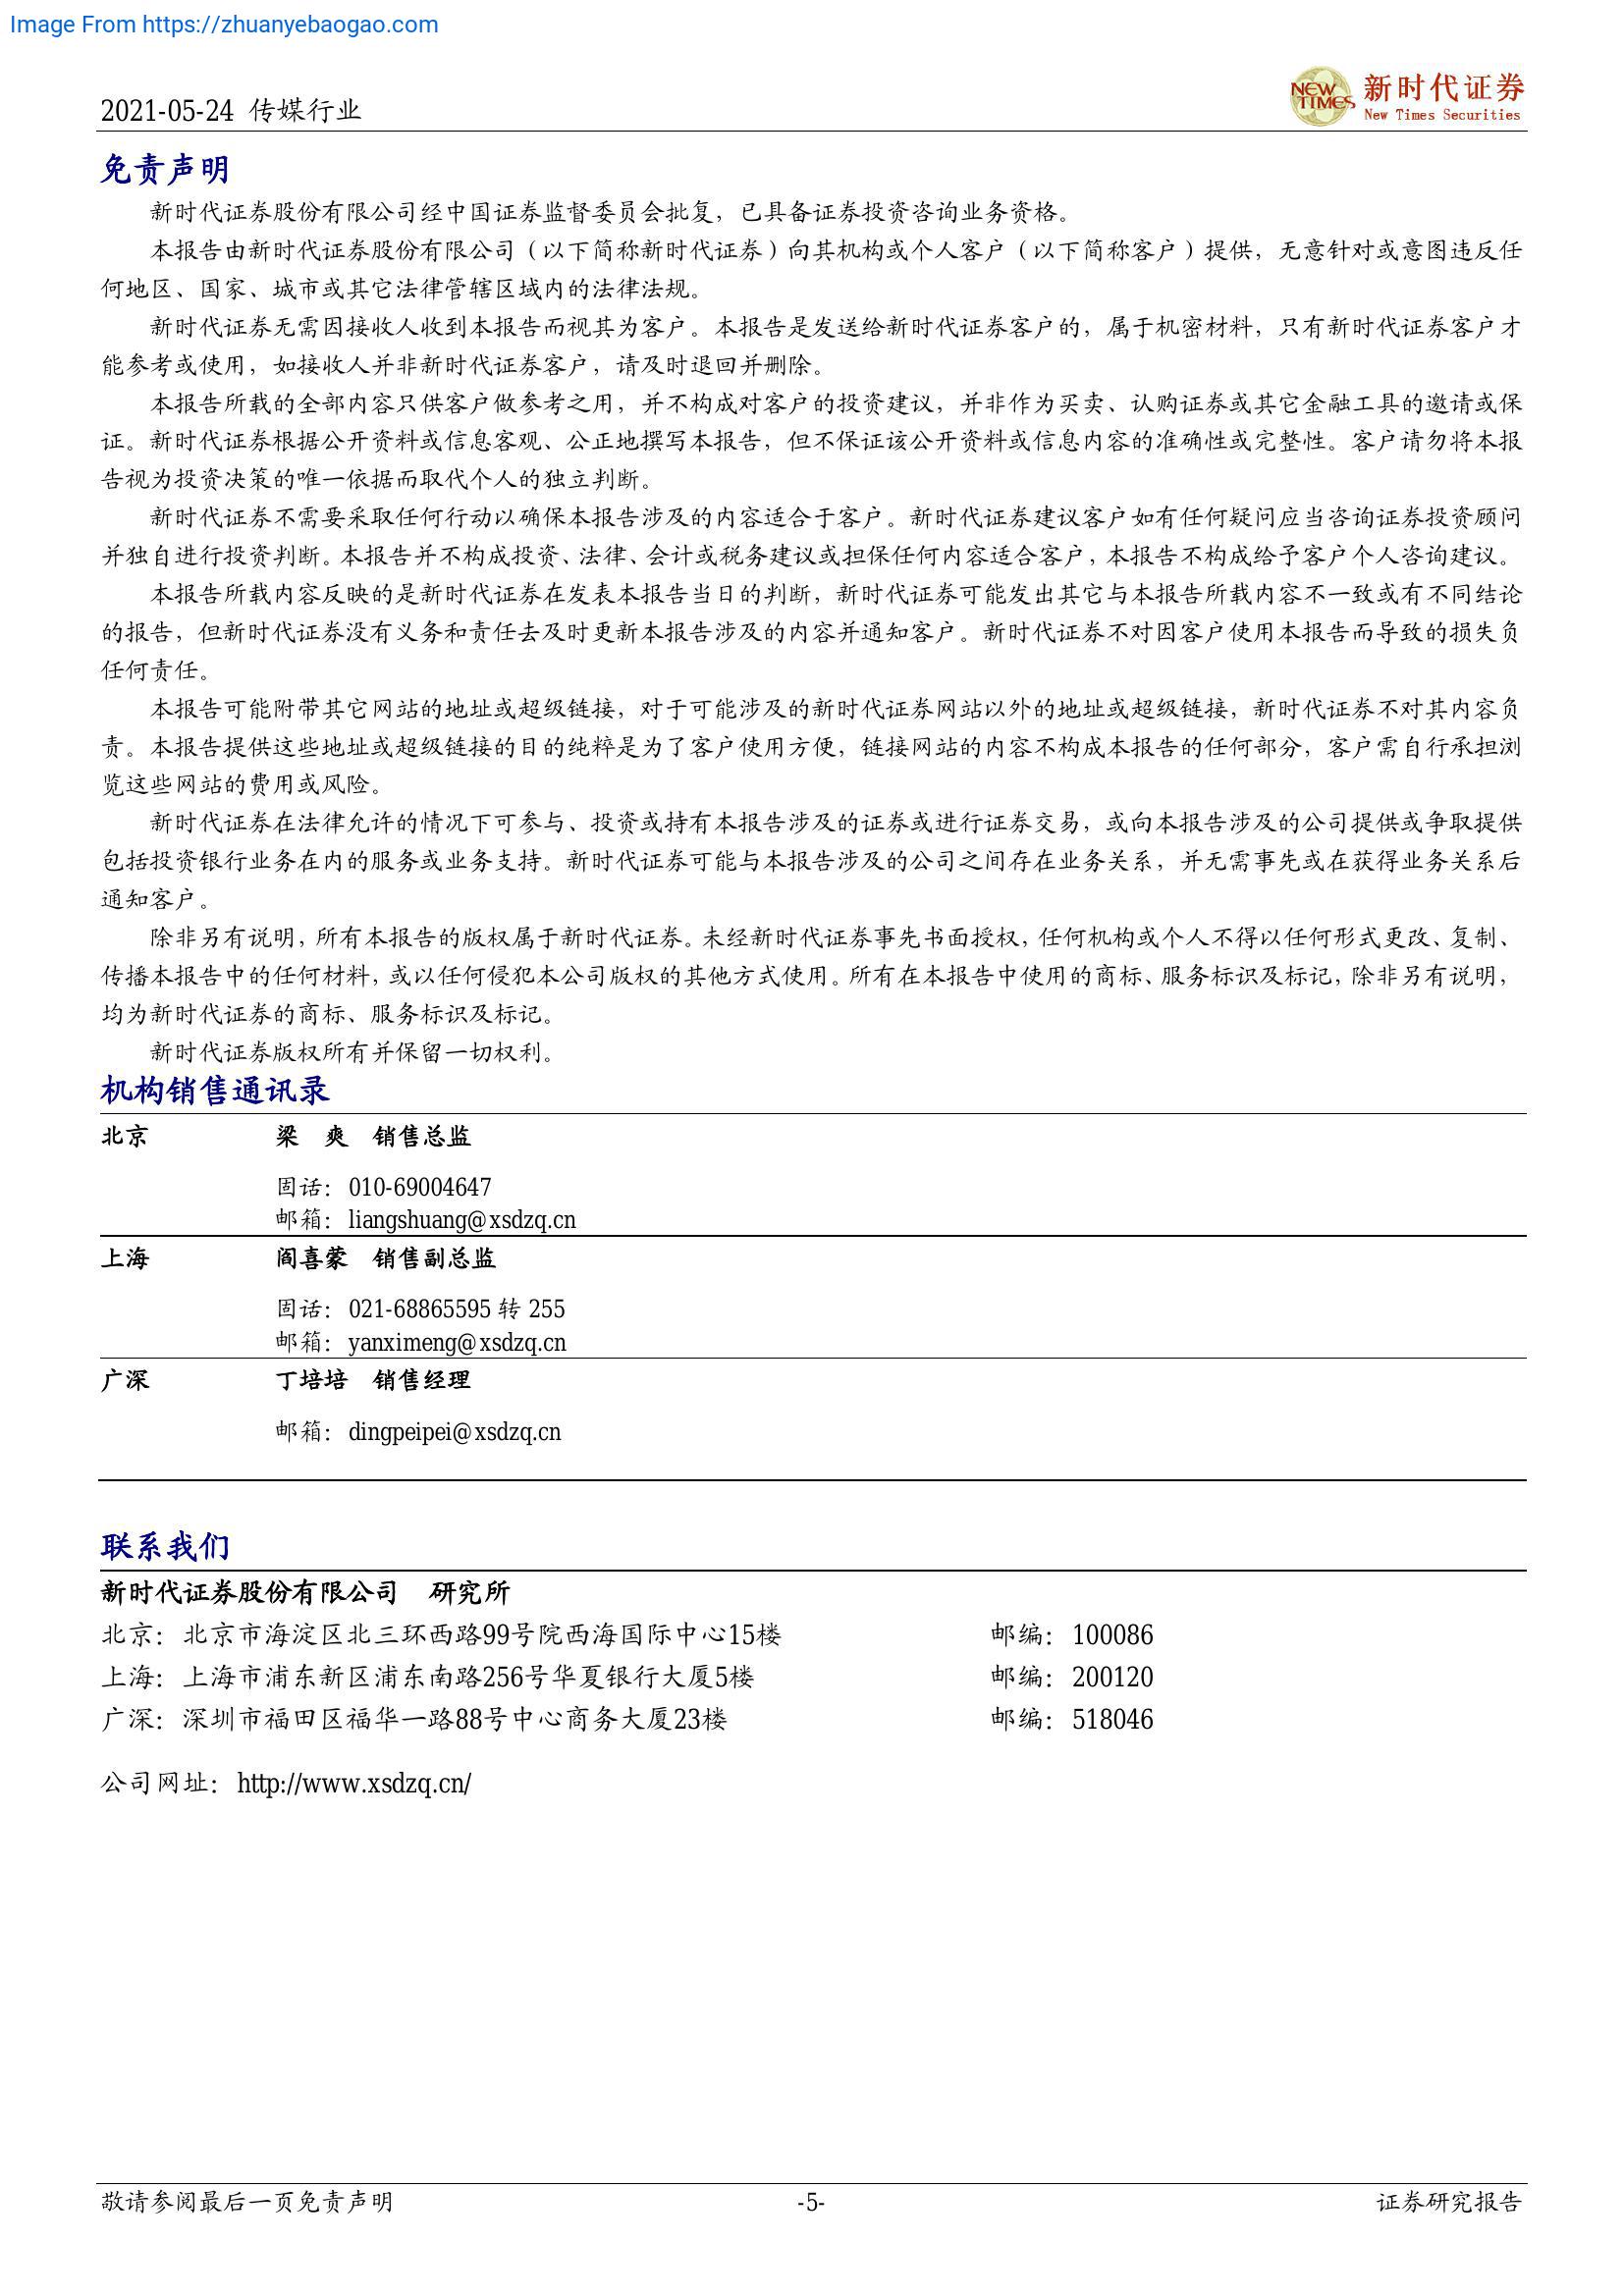 Image From https://zhuanyebaogao.com
2021-05-24 传媒行业
NEW TIMES
新时代证券
New Times Securities
免责声明
新时代证券股份有限公司经中国证券监督委员会批复，已具备证券投资咨询业务资格。
本报告由新时代证券股份有限公司（以下简称新时代证券）向其机构或个人客户（以下简称客户）提供，无意针对或意图违反任
何地区、国家、城市或其它法律管辖区域内的法律法规。
新时代证券无需因接收人收到本报告而视其为客户。本报告是发送给新时代证券客户的，属于机密材料，只有新时代证券客户才
能参考或使用，如接收人并非新时代证券客户，请及时退回并删除。
本报告所载的全部内容只供客户做参考之用，并不构成对客户的投资建议，并非作为买卖、认购证券或其它金融工具的邀请或保
证。新时代证券根据公开资料或信息客观、公正地撰写本报告，但不保证该公开资料或信息内容的准确性或完整性。客户请勿将本报
告视为投资决策的唯一依据而取代个人的独立判断。
新时代证券不需要采取任何行动以确保本报告涉及的内容适合于客户。新时代证券建议客户如有任何疑问应当咨询证券投资顾问
并独自进行投资判断。本报告并不构成投资、法律、会计或税务建议或担保任何内容适合客户，本报告不构成给予客户个人咨询建议。
本报告所载内容反映的是新时代证券在发表本报告当日的判断，新时代证券可能发出其它与本报告所载内容不一致或有不同结论
的报告，但新时代证券没有义务和责任去及时更新本报告涉及的内容并通知客户。新时代证券不对因客户使用本报告而导致的损失负
任何责任。
本报告可能附带其它网站的地址或超级链接，对于可能涉及的新时代证券网站以外的地址或超级链接，新时代证券不对其内容负
责。本报告提供这些地址或超级链接的目的纯粹是为了客户使用方便，链接网站的内容不构成本报告的任何部分，客户需自行承担浏
览这些网站的费用或风险。
新时代证券在法律允许的情况下可参与、投资或持有本报告涉及的证券或进行证券交易，或向本报告涉及的公司提供或争取提供
包括投资银行业务在内的服务或业务支持。新时代证券可能与本报告涉及的公司之间存在业务关系，并无需事先或在获得业务关系后
通知客户。
除非另有说明，所有本报告的版权属于新时代证券。未经新时代证券事先书面授权，任何机构或个人不得以任何形式更改、复制、
传播本报告中的任何材料，或以任何侵犯本公司版权的其他方式使用。所有在本报告中使用的商标、服务标识及标记，除非另有说明，
均为新时代证券的商标、服务标识及标记。
新时代证券版权所有并保留一切权利。
机构销售通讯录
北京 梁 爽 销售总监
固话：010-69004647
邮箱：liangshuang@xsdzq.cn
上海 阎喜蒙 销售副总监
固话：021-68865595 转 255
邮箱：yanximeng@xsdzq.cn
广深 丁培培 销售经理
邮箱：dingpeipei@xsdzq.cn
联系我们
新时代证券股份有限公司 研究所
北京：北京市海淀区北三环西路99号院西海国际中心15楼 邮编：100086
上海：上海市浦东新区浦东南路256号华夏银行大厦5楼 邮编：200120
广深：深圳市福田区福华一路88号中心商务大厦23楼 邮编：518046
公司网址：http://www.xsdzq.cn/
敬请参阅最后一页免责声明 -5- 证券研究报告